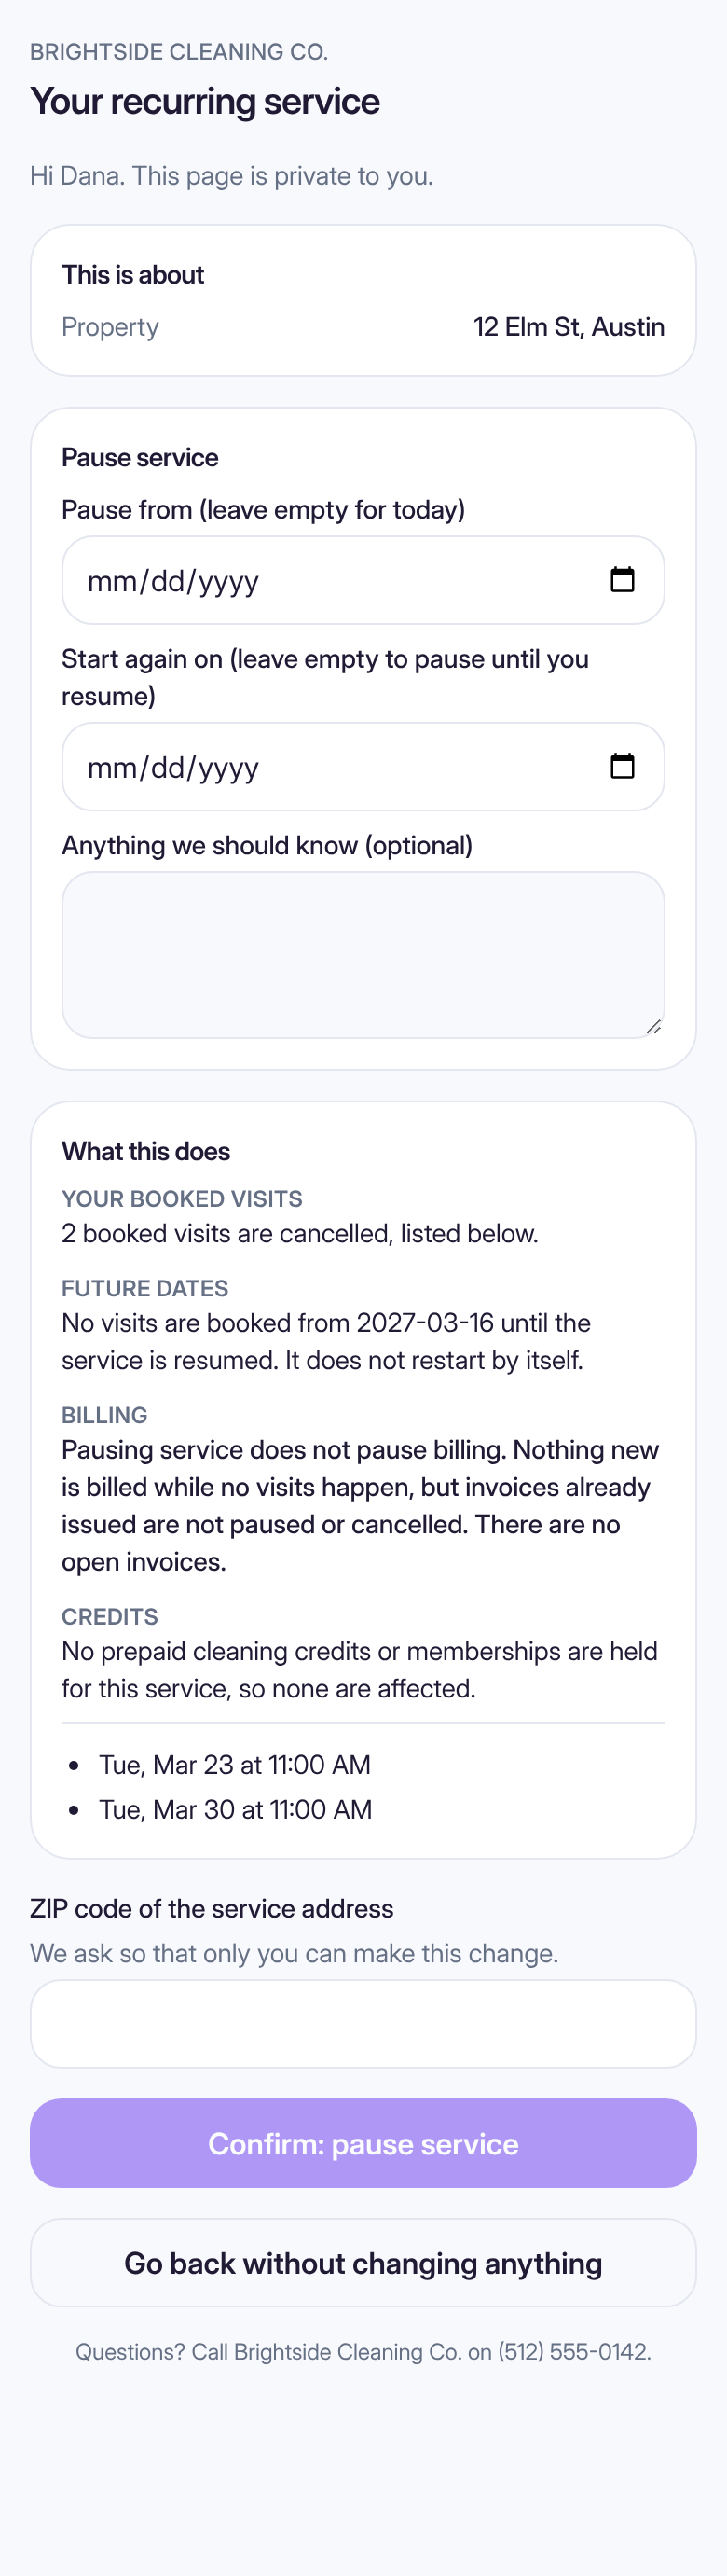 BRIGHTSIDE CLEANING CO.
Your recurring service
Hi Dana. This page is private to you.
This is about
Property 12 Elm St, Austin
Pause service
Pause from (leave empty for today)
mm/dd/yyyy
Start again on (leave empty to pause until you
resume)
mm/dd/yyyy
Anything we should know (optional)
What this does
YOUR BOOKED VISITS
2 booked visits are cancelled, listed below.
FUTURE DATES
No visits are booked from 2027-03-16 until the
service is resumed. It does not restart by itself.
BILLING
Pausing service does not pause billing. Nothing new
is billed while no visits happen, but invoices already
issued are not paused or cancelled. There are no
open invoices.
CREDITS
No prepaid cleaning credits or memberships are held
for this service, so none are affected.
• Tue, Mar 23 at 11:00 AM
• Tue, Mar 30 at 11:00 AM
ZIP code of the service address
We ask so that only you can make this change.
Confirm: pause service
Go back without changing anything
Questions? Call Brightside Cleaning Co. on (512) 555-0142.